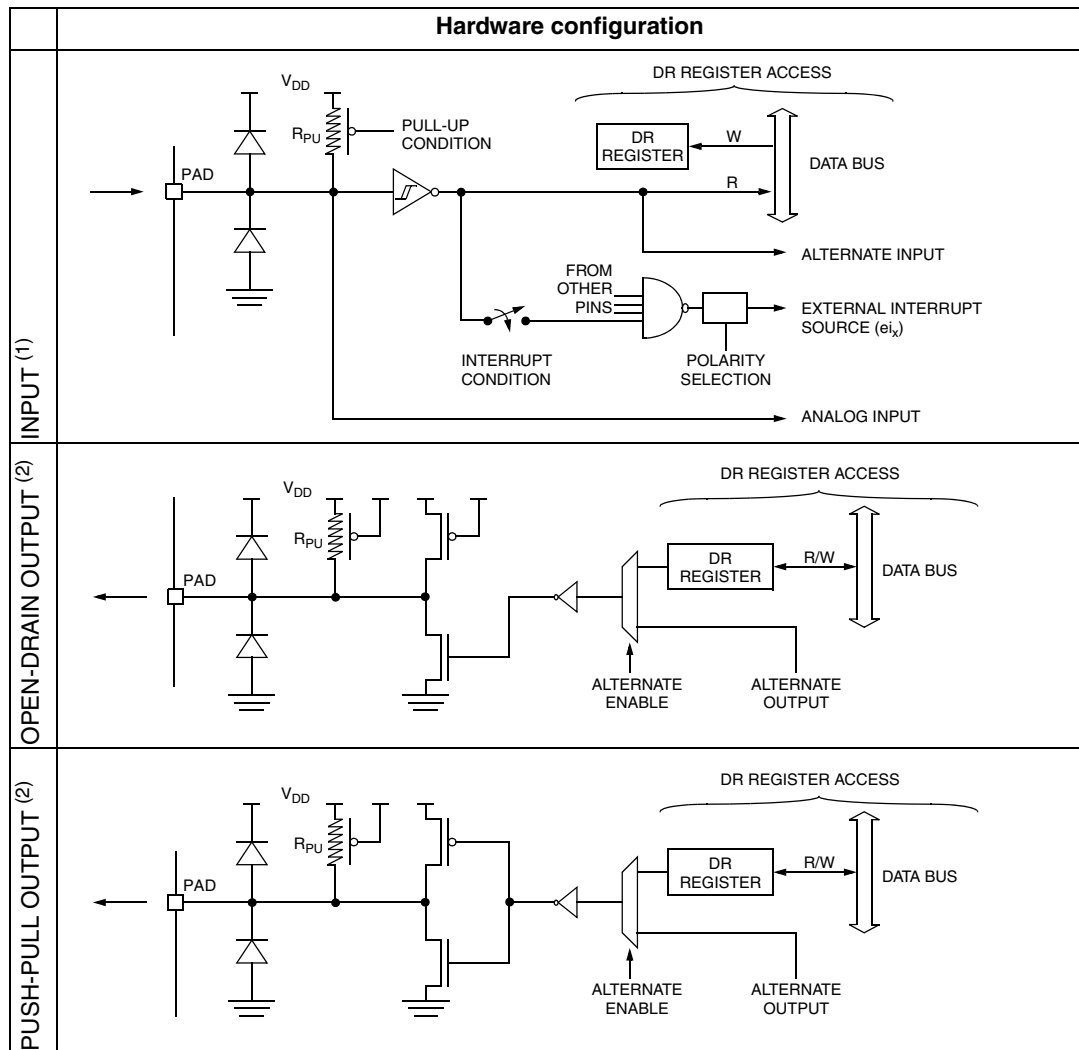 Hardware configuration
INPUT (1)
DR REGISTER ACCESS
VDD
RPU
PULL-UP
CONDITION
DR
REGISTER
W
PAD
R
DATA BUS
ALTERNATE INPUT
FROM
OTHER
PINS
EXTERNAL INTERRUPT
SOURCE (eix)
INTERRUPT
CONDITION
POLARITY
SELECTION
ANALOG INPUT
OPEN-DRAIN OUTPUT (2)
DR REGISTER ACCESS
VDD
RPU
PAD
DR
REGISTER
R/W
DATA BUS
ALTERNATE
ENABLE
ALTERNATE
OUTPUT
PUSH-PULL OUTPUT (2)
DR REGISTER ACCESS
VDD
RPU
PAD
DR
REGISTER
R/W
DATA BUS
ALTERNATE
ENABLE
ALTERNATE
OUTPUT